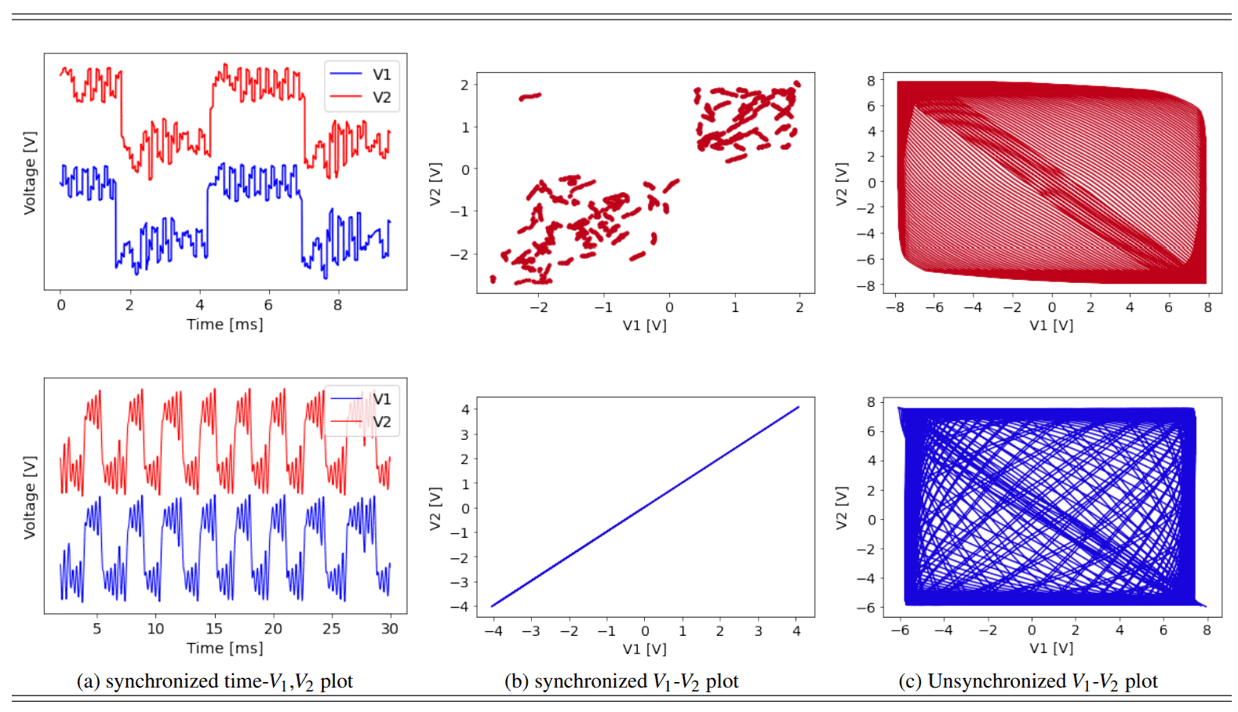 V1
V2
Voltage [V]
0 2 4 6 8
Time [ms]
2
1
0
−1
−2
V2 [V]
−2 −1 0 1 2
V1 [V]
8
6
4
2
0
−2
−4
−6
−8
V2 [V]
−8 −6 −4 −2 0 2 4 6 8
V1 [V]
V1
V2
Voltage [V]
5 10 15 20 25 30
Time [ms]
4
3
2
1
0
−1
−2
−3
−4
V2 [V]
−4 −3 −2 −1 0 1 2 3 4
V1 [V]
8
6
4
2
0
−2
−4
−6
V2 [V]
−6 −4 −2 0 2 4 6 8
V1 [V]
(a) synchronized time-V₁,V₂ plot
(b) synchronized V₁-V₂ plot
(c) Unsynchronized V₁-V₂ plot